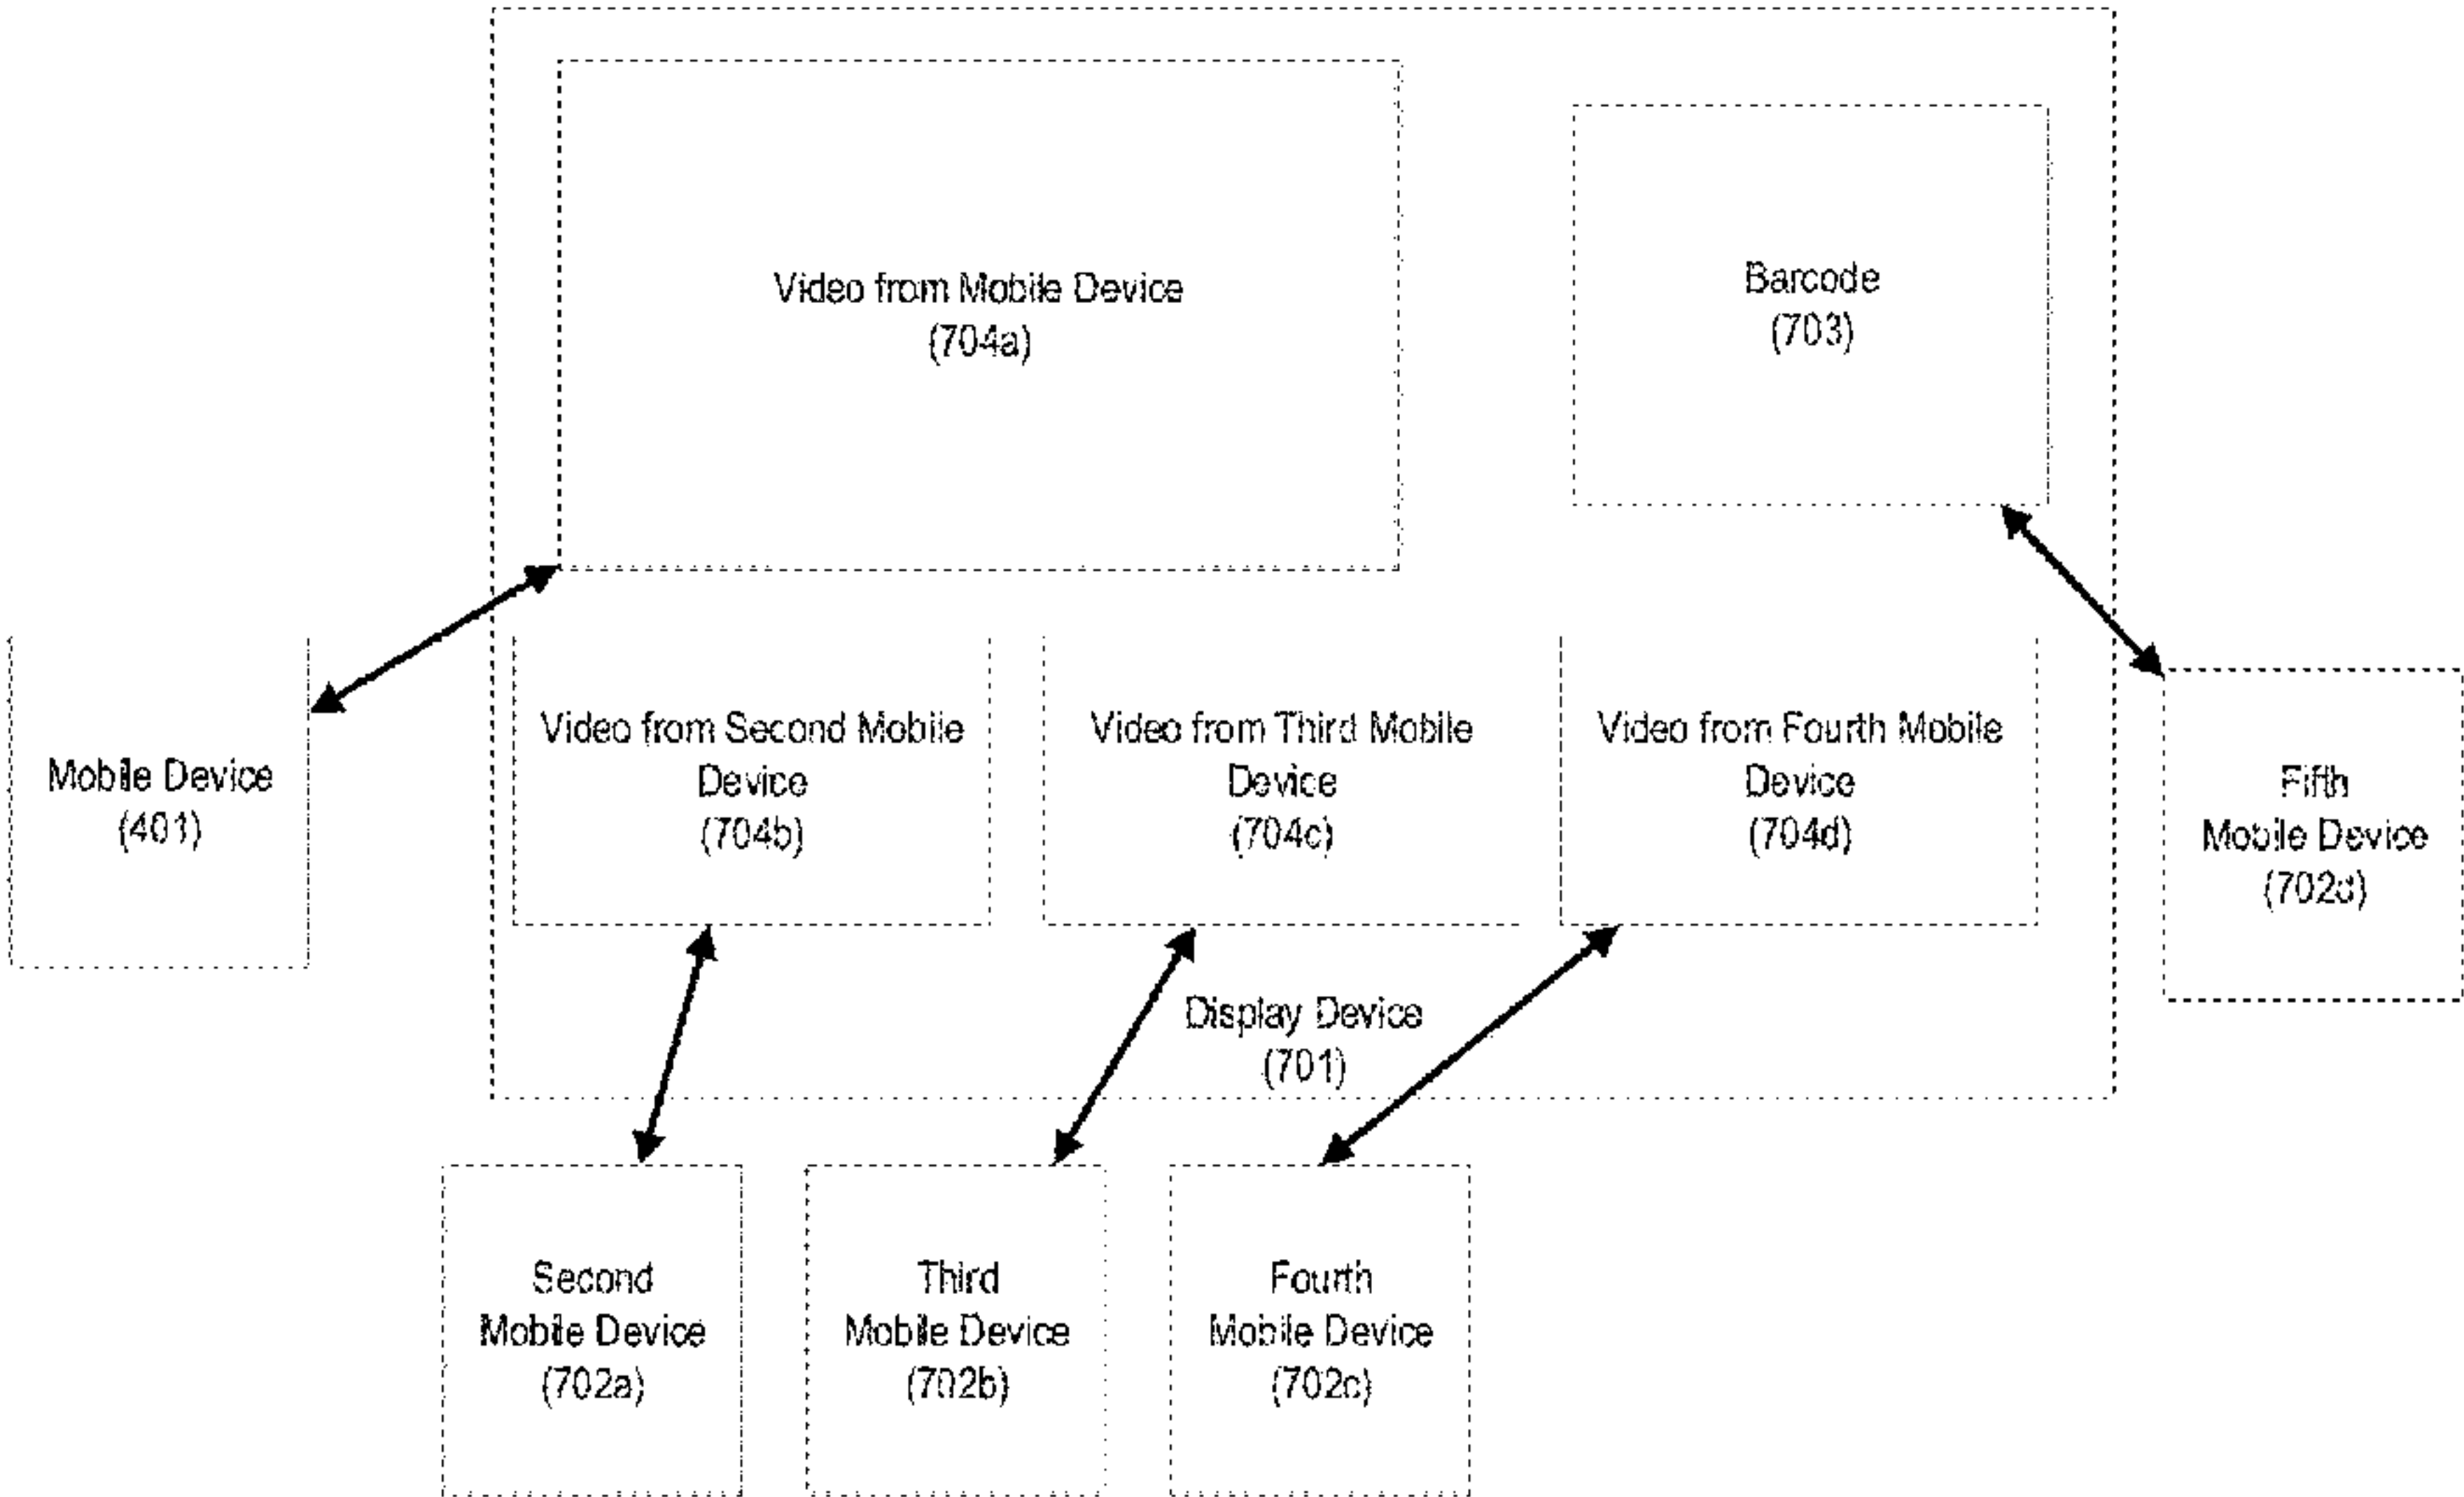 Video from Mobile Device
(704a)
Barcode
(703)
Mobile Device
(401)
Video from Second Mobile
Device
(704b)
Video from Third Mobile
Device
(704c)
Video from Fourth Mobile
Device
(704d)
Fifth
Mobile Device
(702d)
Display Device
(701)
Second
Mobile Device
(702a)
Third
Mobile Device
(702b)
Fourth
Mobile Device
(702c)